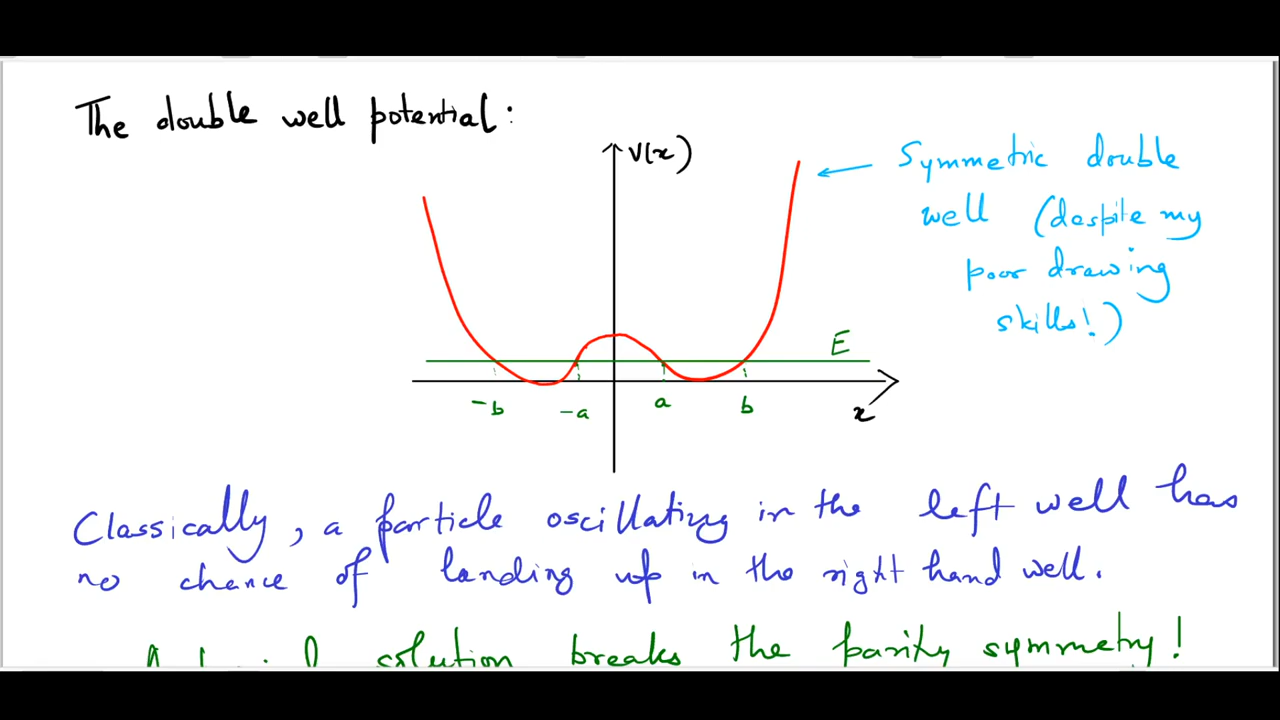 The double well potential:
V(x)
Symmetric double
well (despite my
poor drawing
skills!)
E
-b
-a
a
b
x
Classically, a particle oscillating in the left well has
no chance of landing up in the right hand well.
solution breaks the parity symmetry!